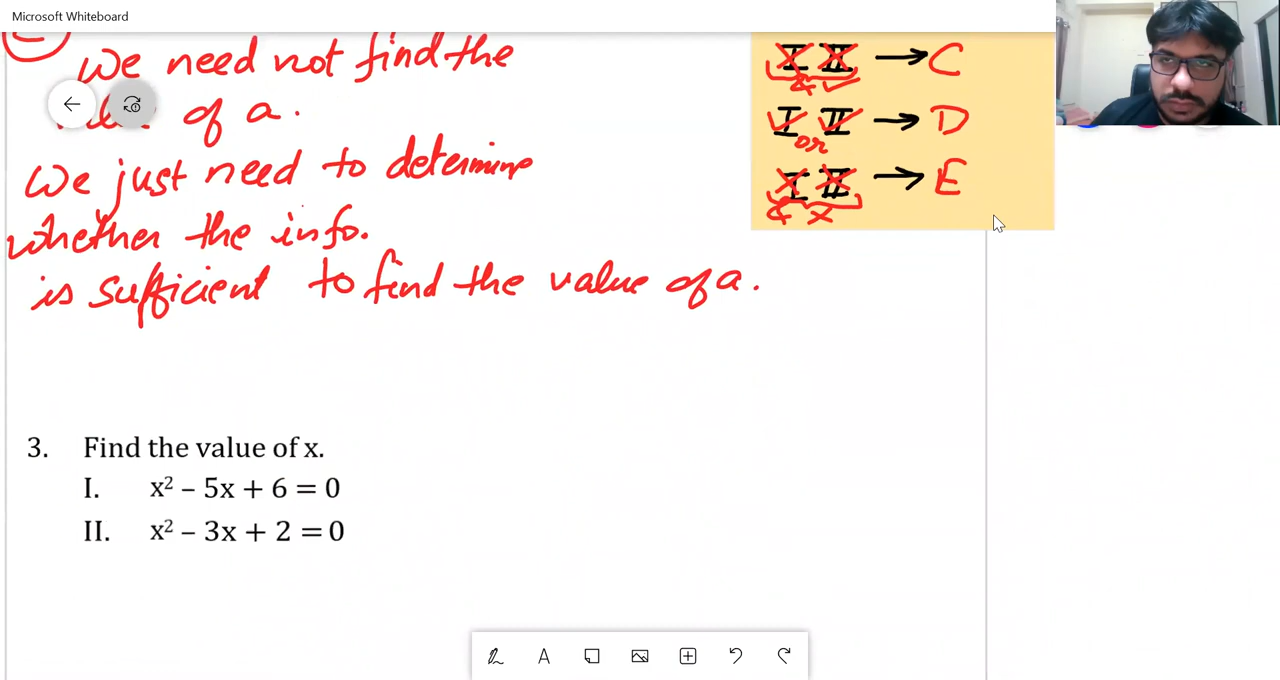 Microsoft Whiteboard
We need not find the
of a.
We just need to determine
whether the info.
is sufficient to find the value of a.
I II → C
& ✓
I II → D
or
I II → E
& x
3. Find the value of x.
I. x² – 5x + 6 = 0
II. x² – 3x + 2 = 0
A